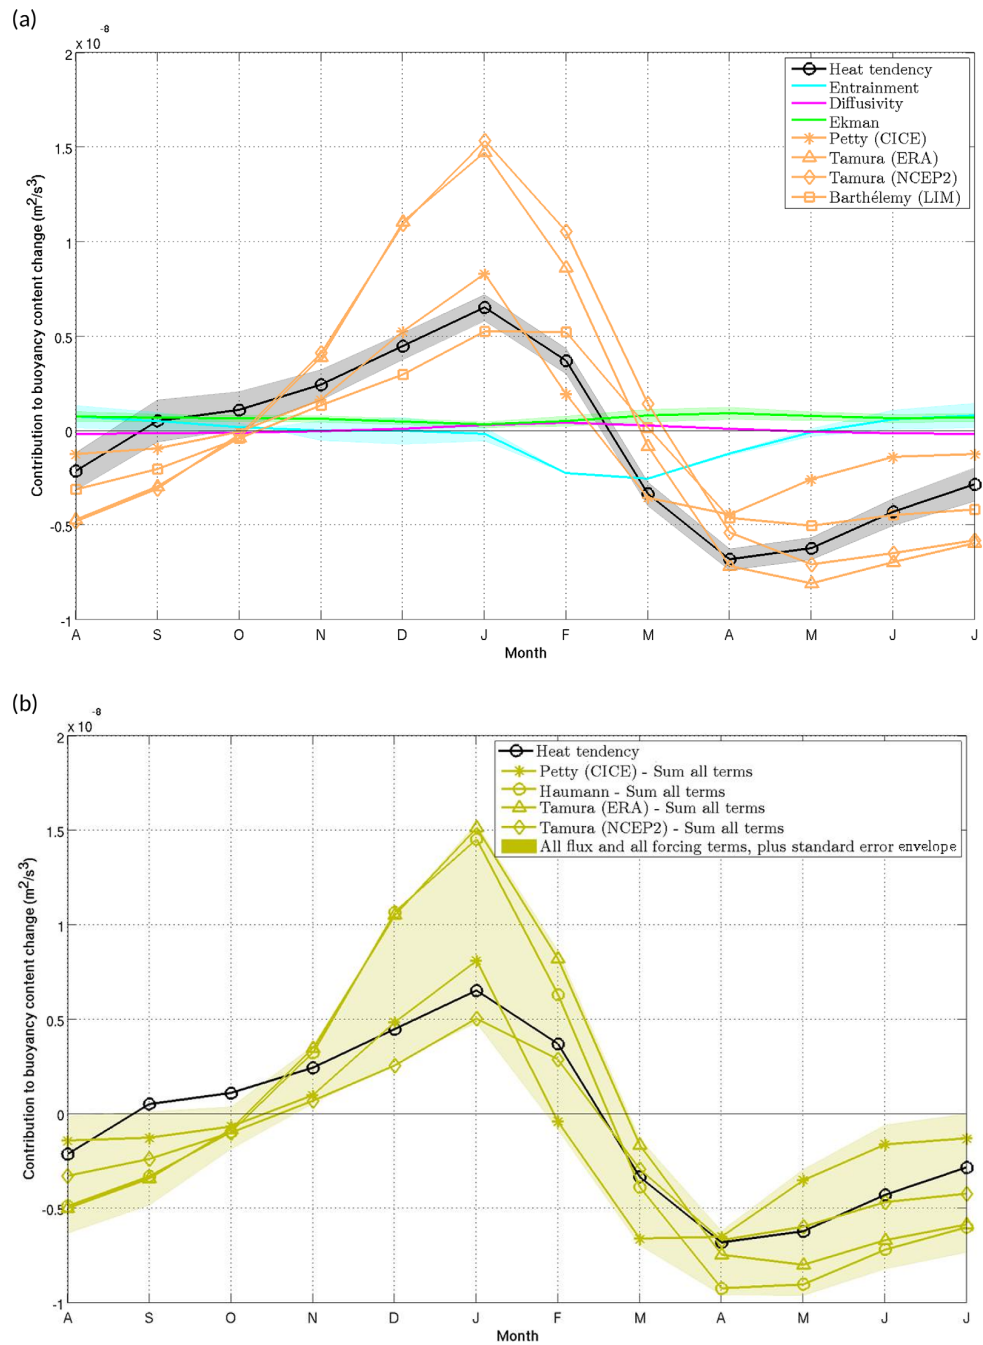 (a)
x 10 -8
2
1.5
1
0.5
0
-0.5
-1
Contribution to buoyancy content change (m²/s³)
Heat tendency
Entrainment
Diffusivity
Ekman
Petty (CICE)
Tamura (ERA)
Tamura (NCEP2)
Barthélemy (LIM)
A S O N D J F M A M J J
Month
(b)
x 10 -8
2
1.5
1
0.5
0
-0.5
-1
Contribution to buoyancy content change (m²/s³)
Heat tendency
Petty (CICE) - Sum all terms
Haumann - Sum all terms
Tamura (ERA) - Sum all terms
Tamura (NCEP2) - Sum all terms
All flux and all forcing terms, plus standard error envelope
A S O N D J F M A M J J
Month